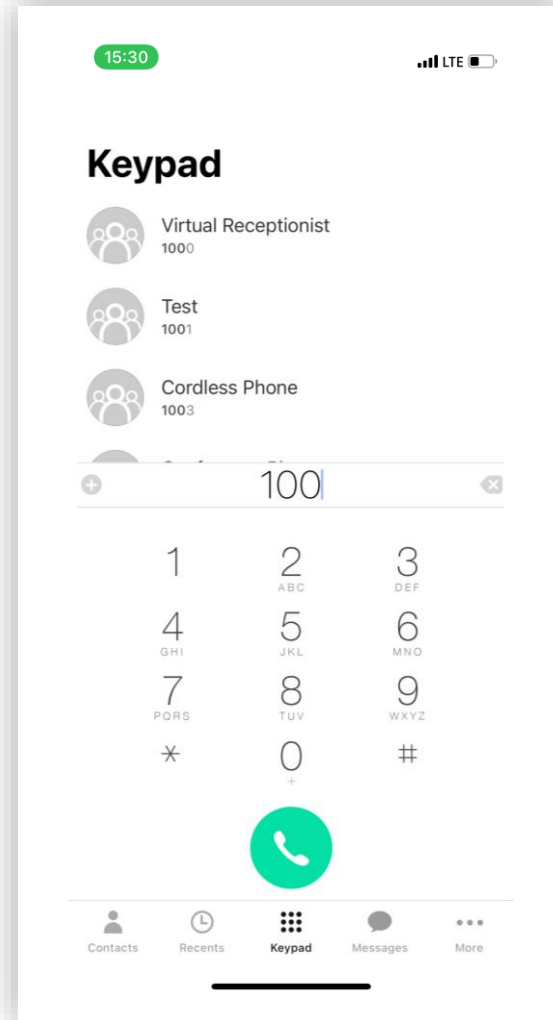 15:30 LTE
Keypad
Virtual Receptionist
1000
Test
1001
Cordless Phone
1003
100
1 2 3
ABC DEF
4 5 6
GHI JKL MNO
7 8 9
PQRS TUV WXYZ
* 0 #
+
Contacts Recents Keypad Messages More